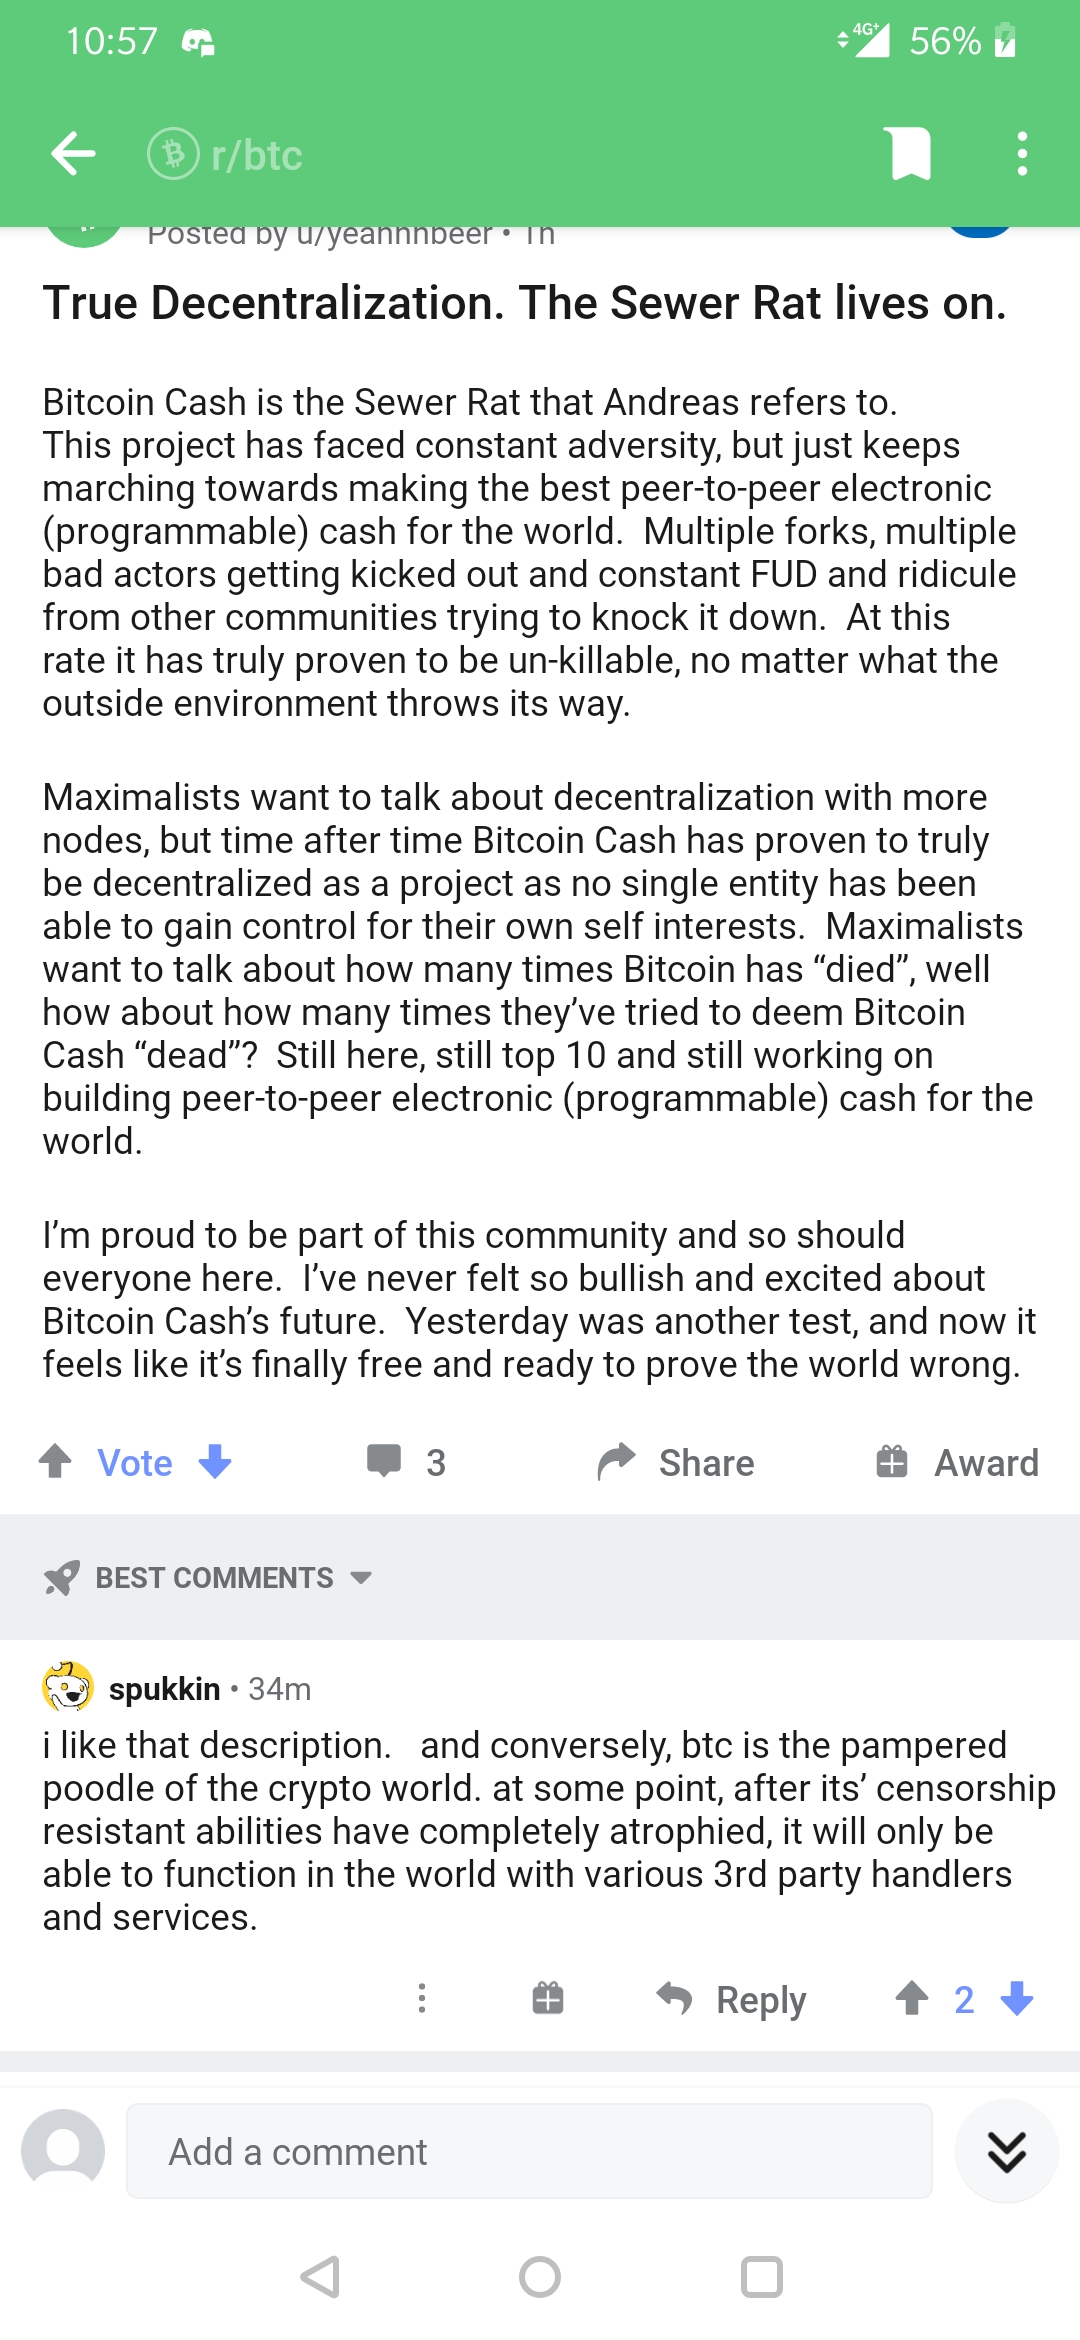 10:57
4G+ 56%
r/btc
Posted by u/yeahhhbeer • 1h
True Decentralization. The Sewer Rat lives on.
Bitcoin Cash is the Sewer Rat that Andreas refers to.
This project has faced constant adversity, but just keeps
marching towards making the best peer-to-peer electronic
(programmable) cash for the world.  Multiple forks, multiple
bad actors getting kicked out and constant FUD and ridicule
from other communities trying to knock it down.  At this
rate it has truly proven to be un-killable, no matter what the
outside environment throws its way.
Maximalists want to talk about decentralization with more
nodes, but time after time Bitcoin Cash has proven to truly
be decentralized as a project as no single entity has been
able to gain control for their own self interests.  Maximalists
want to talk about how many times Bitcoin has “died”, well
how about how many times they’ve tried to deem Bitcoin
Cash “dead”?  Still here, still top 10 and still working on
building peer-to-peer electronic (programmable) cash for the
world.
I’m proud to be part of this community and so should
everyone here.  I’ve never felt so bullish and excited about
Bitcoin Cash’s future.  Yesterday was another test, and now it
feels like it’s finally free and ready to prove the world wrong.
Vote 3 Share Award
BEST COMMENTS
spukkin • 34m
i like that description.   and conversely, btc is the pampered
poodle of the crypto world. at some point, after its’ censorship
resistant abilities have completely atrophied, it will only be
able to function in the world with various 3rd party handlers
and services.
Reply 2
Add a comment